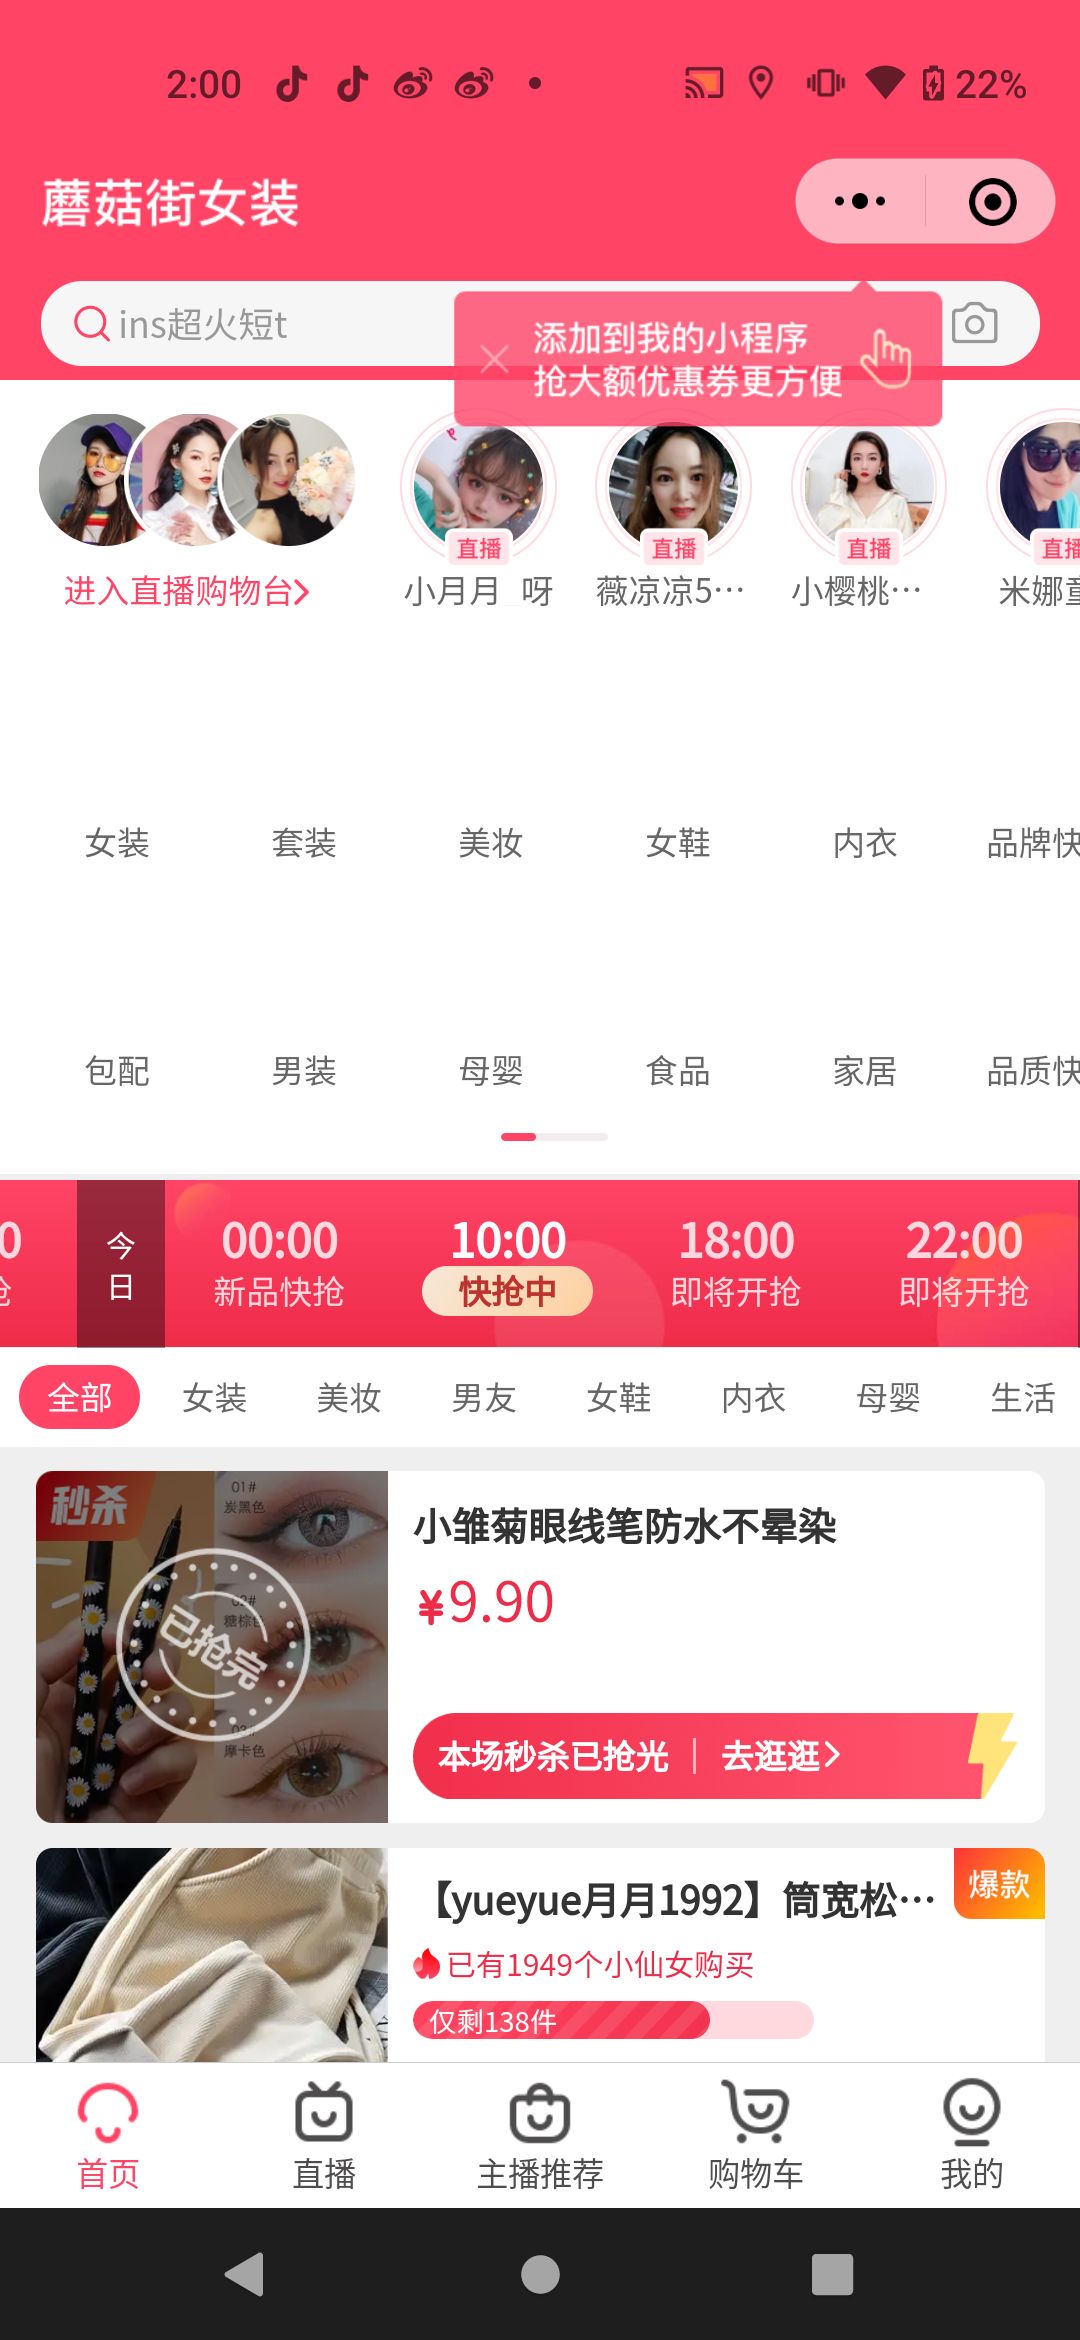 2:00
22%
蘑菇街女装
ins超火短t
添加到我的小程序
抢大额优惠券更方便
直播
直播
直播
直播
进入直播购物台
小月月_呀
薇凉凉5…
小樱桃…
米娜童
女装
套装
美妆
女鞋
内衣
品牌快
包配
男装
母婴
食品
家居
品质快
0
抢
今日
00:00
新品快抢
10:00
快抢中
18:00
即将开抢
22:00
即将开抢
全部
女装
美妆
男友
女鞋
内衣
母婴
生活
秒杀
01#
炭黑色
02#
糖棕色
03#
摩卡色
已抢完
小雏菊眼线笔防水不晕染
¥9.90
本场秒杀已抢光 | 去逛逛
【yueyue月月1992】筒宽松…
爆款
已有1949个小仙女购买
仅剩138件
首页
直播
主播推荐
购物车
我的